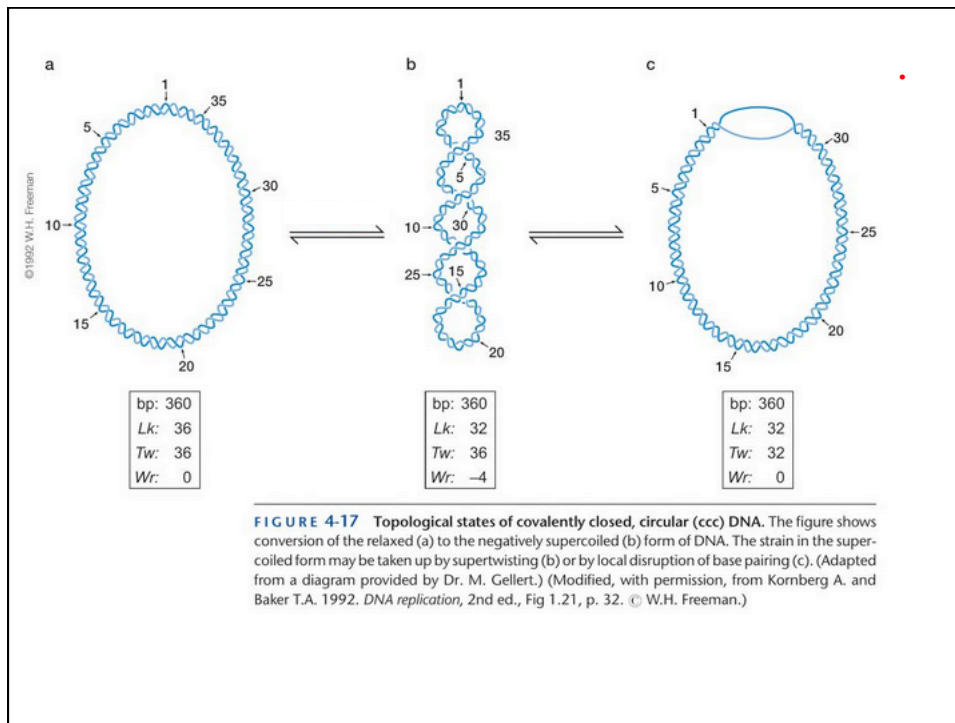 a
1
35
5
30
10
25
15
20
bp: 360
Lk: 36
Tw: 36
Wr: 0
b
1
35
5
10
30
25
15
20
bp: 360
Lk: 32
Tw: 36
Wr: –4
c
1
30
5
25
10
20
15
bp: 360
Lk: 32
Tw: 32
Wr: 0
©1992 W.H. Freeman
FIGURE 4-17 Topological states of covalently closed, circular (ccc) DNA. The figure shows
conversion of the relaxed (a) to the negatively supercoiled (b) form of DNA. The strain in the super-
coiled form may be taken up by supertwisting (b) or by local disruption of base pairing (c). (Adapted
from a diagram provided by Dr. M. Gellert.) (Modified, with permission, from Kornberg A. and
Baker T.A. 1992. DNA replication, 2nd ed., Fig 1.21, p. 32. © W.H. Freeman.)